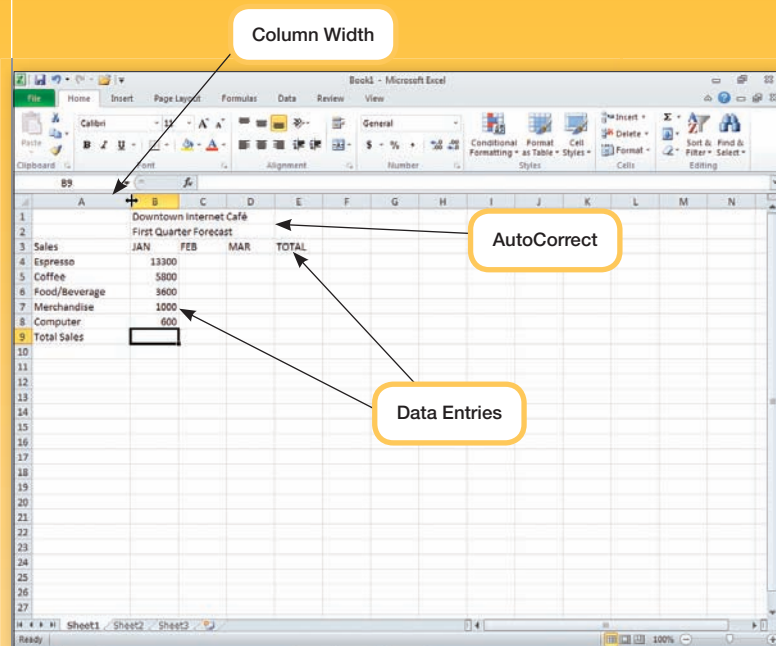 Column Width
Book1 - Microsoft Excel
File Home Insert Page Layout Formulas Data Review View
Calibri 11 A A General Insert Σ
Paste B I U A $ % Conditional Format Cell Delete Sort & Find &
Formatting as Table Styles Format Filter Select
Clipboard Font Alignment Number Styles Cells Editing
B9 fx
A B C D E F G H I J K L M N
1 Downtown Internet Café
2 First Quarter Forecast
3 Sales JAN FEB MAR TOTAL
AutoCorrect
4 Espresso 13300
5 Coffee 5800
6 Food/Beverage 3600
7 Merchandise 1000
8 Computer 600
9 Total Sales
10
11
12
13
Data Entries
14
15
16
17
18
19
20
21
22
23
24
25
26
27
Sheet1 Sheet2 Sheet3
Ready 100%